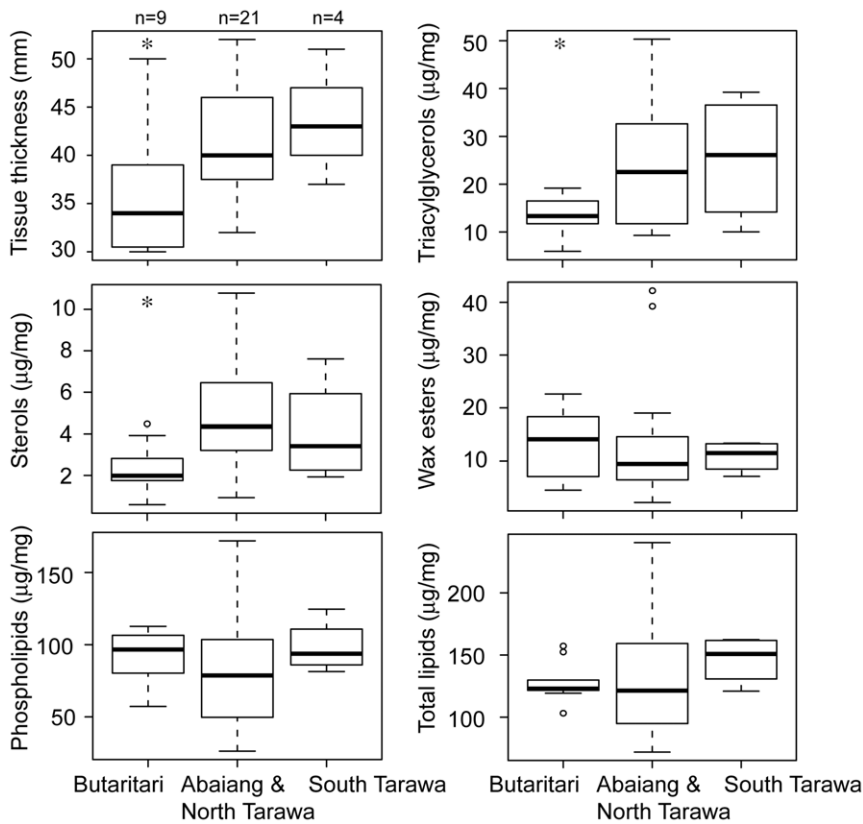 n=9 n=21 n=4
Tissue thickness (mm)
50
45
40
35
30
*
Triacylglycerols (µg/mg)
50
40
30
20
10
*
Sterols (µg/mg)
10
8
6
4
2
*
Wax esters (µg/mg)
40
30
20
10
Phospholipids (µg/mg)
150
100
50
Total lipids (µg/mg)
200
150
100
Butaritari Abaiang & South Tarawa
North Tarawa
Butaritari Abaiang & South Tarawa
North Tarawa